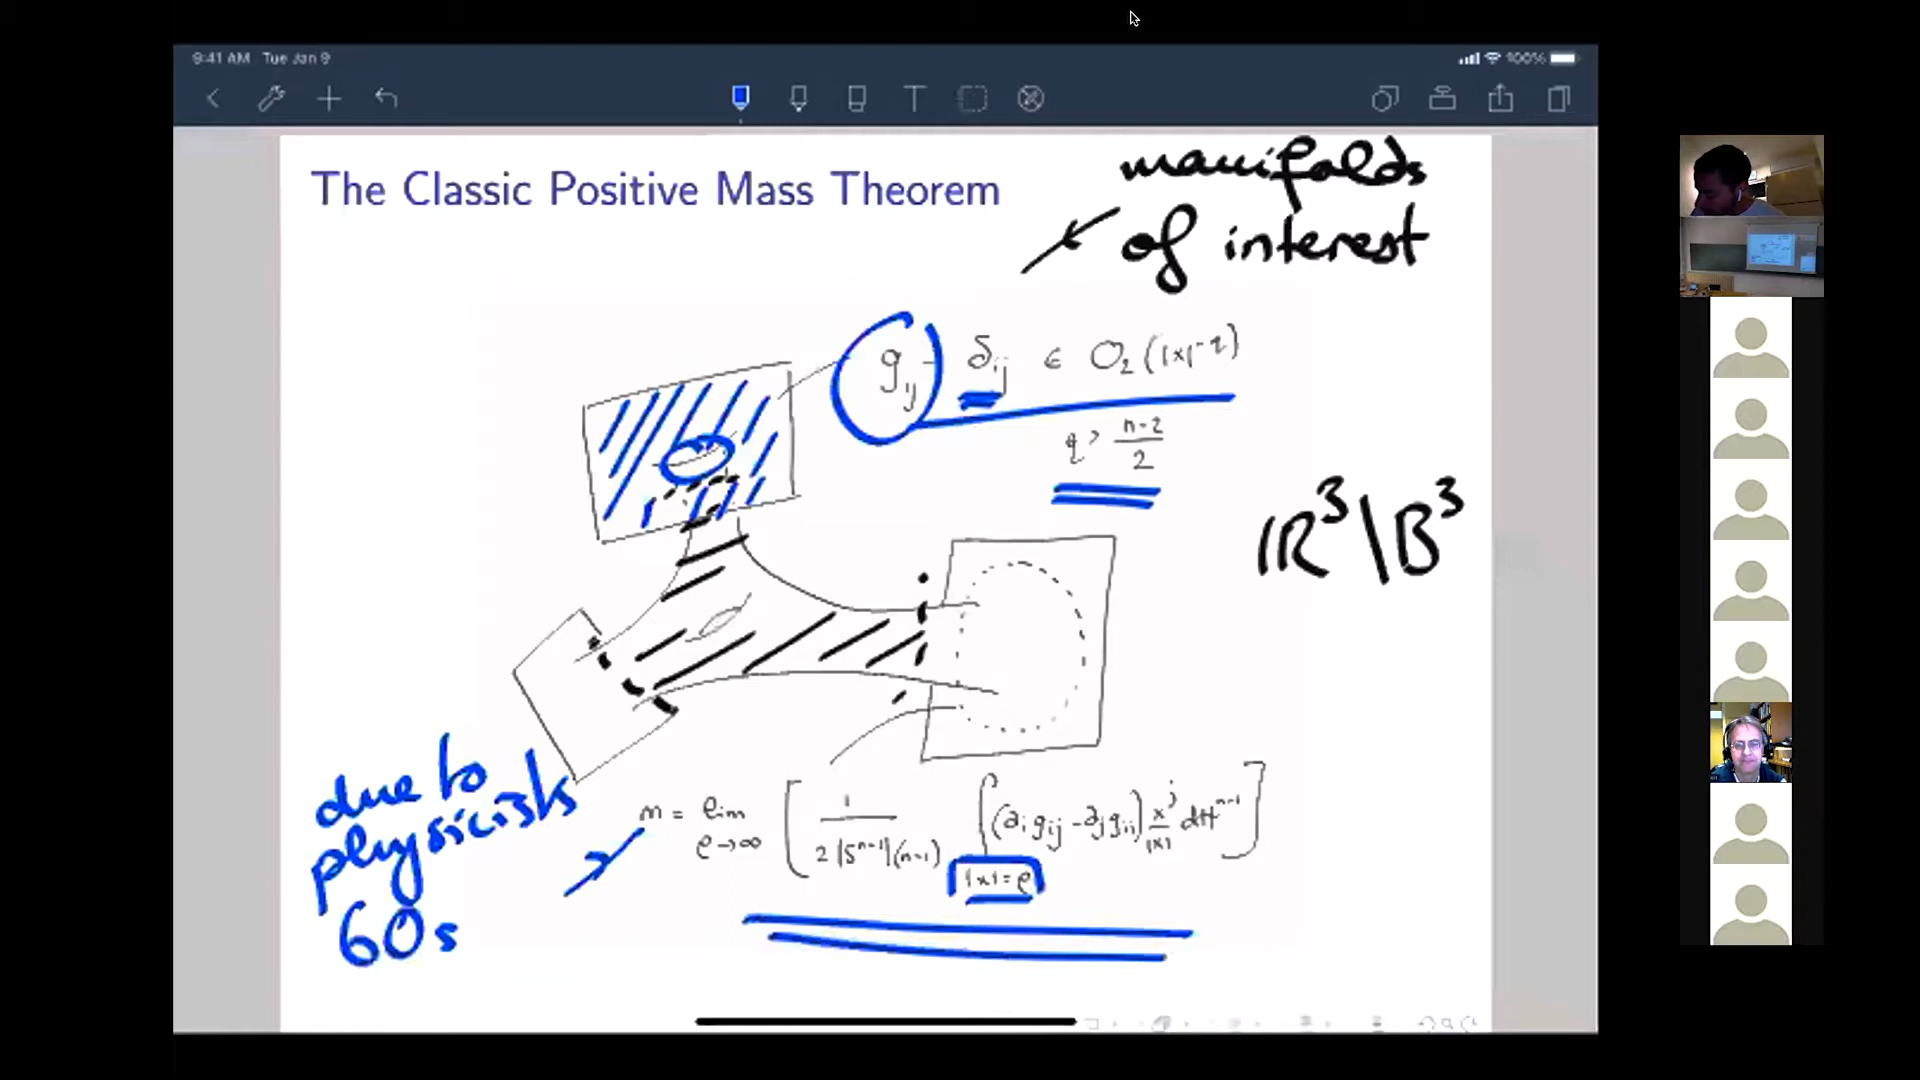 9:41 AM Tue Jan 9
100%
T
The Classic Positive Mass Theorem
manifolds
of interest
g_ij - δ_ij ∈ O_2(|x|^-q)
q > n-2/2
ℝ³\B³
due to
physicists
60s
m = lim ρ→∞ [ 1/2|S^n-1|(n-1) ∫ |x|=ρ (∂_i g_ij - ∂_j g_ii) x^j/|x| dH^n-1 ]